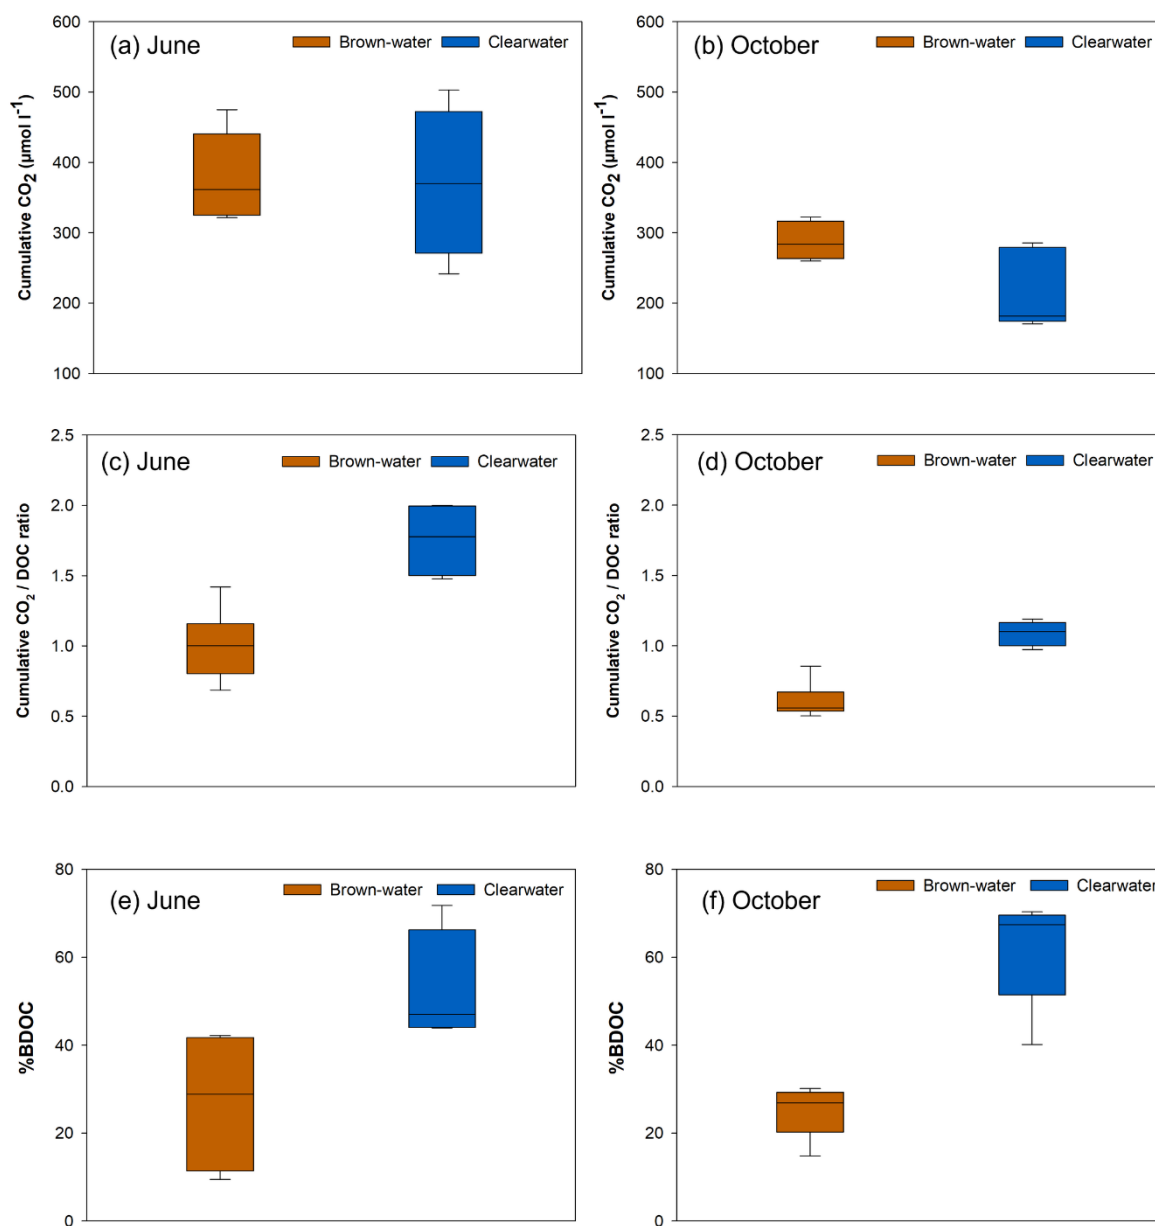 (a) June
Brown-water
Clearwater
Cumulative CO2 (µmol l-1)
600
500
400
300
200
100
(b) October
Brown-water
Clearwater
Cumulative CO2 (µmol l-1)
600
500
400
300
200
100
(c) June
Brown-water
Clearwater
Cumulative CO2 / DOC ratio
2.5
2.0
1.5
1.0
0.5
0.0
(d) October
Brown-water
Clearwater
Cumulative CO2 / DOC ratio
2.5
2.0
1.5
1.0
0.5
0.0
(e) June
Brown-water
Clearwater
%BDOC
80
60
40
20
0
(f) October
Brown-water
Clearwater
%BDOC
80
60
40
20
0